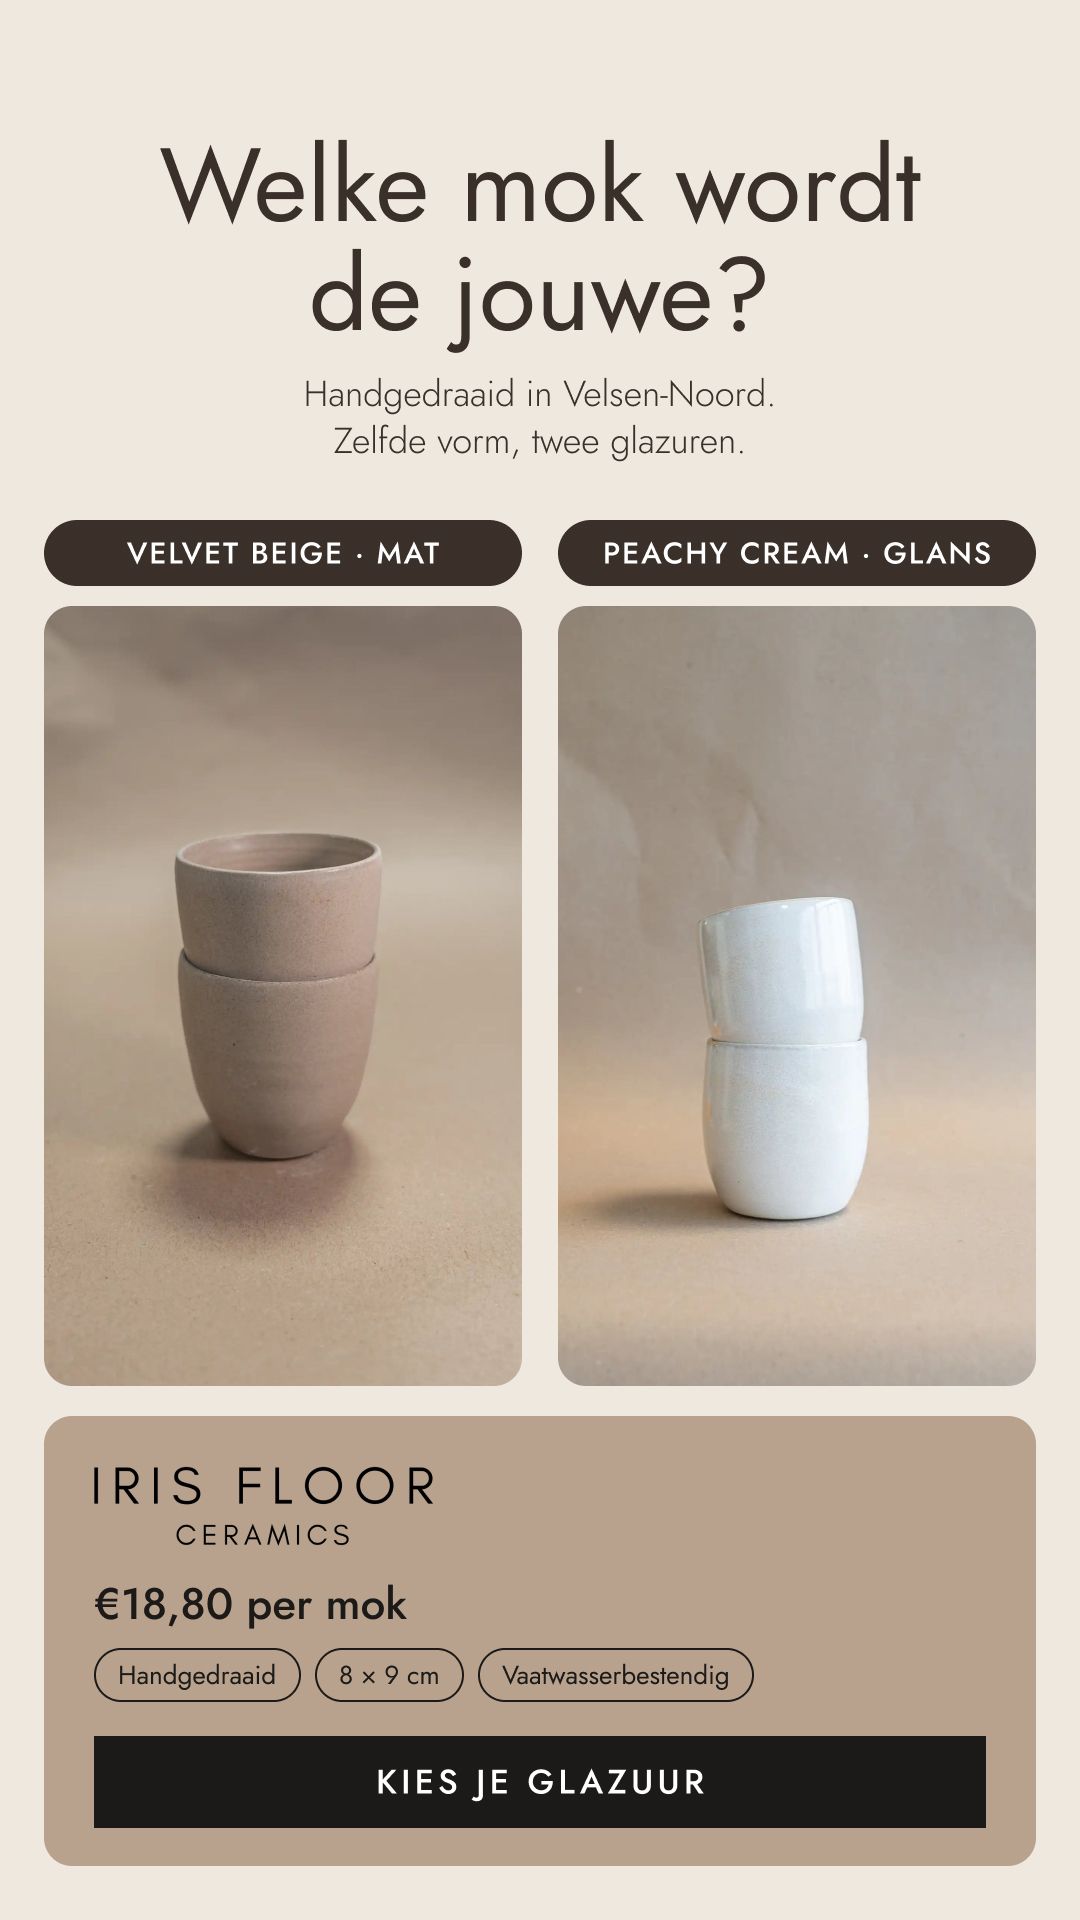 Welke mok wordt
de jouwe?
Handgedraaid in Velsen-Noord.
Zelfde vorm, twee glazuren.
VELVET BEIGE · MAT
PEACHY CREAM · GLANS
IRIS FLOOR
CERAMICS
€18,80 per mok
Handgedraaid
8 × 9 cm
Vaatwasserbestendig
KIES JE GLAZUUR